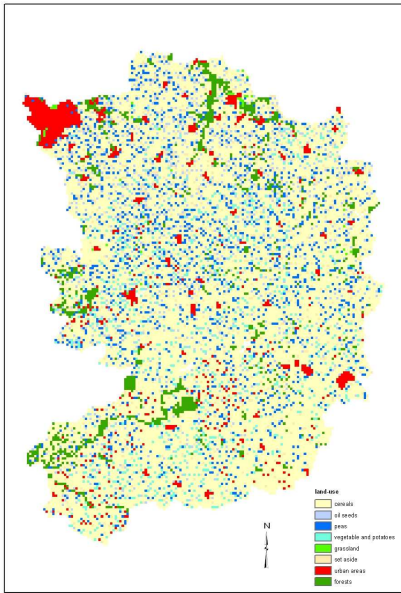 N
land-use
cereals
oil seeds
peas
vegetable and potatoes
grassland
set aside
urban areas
forests